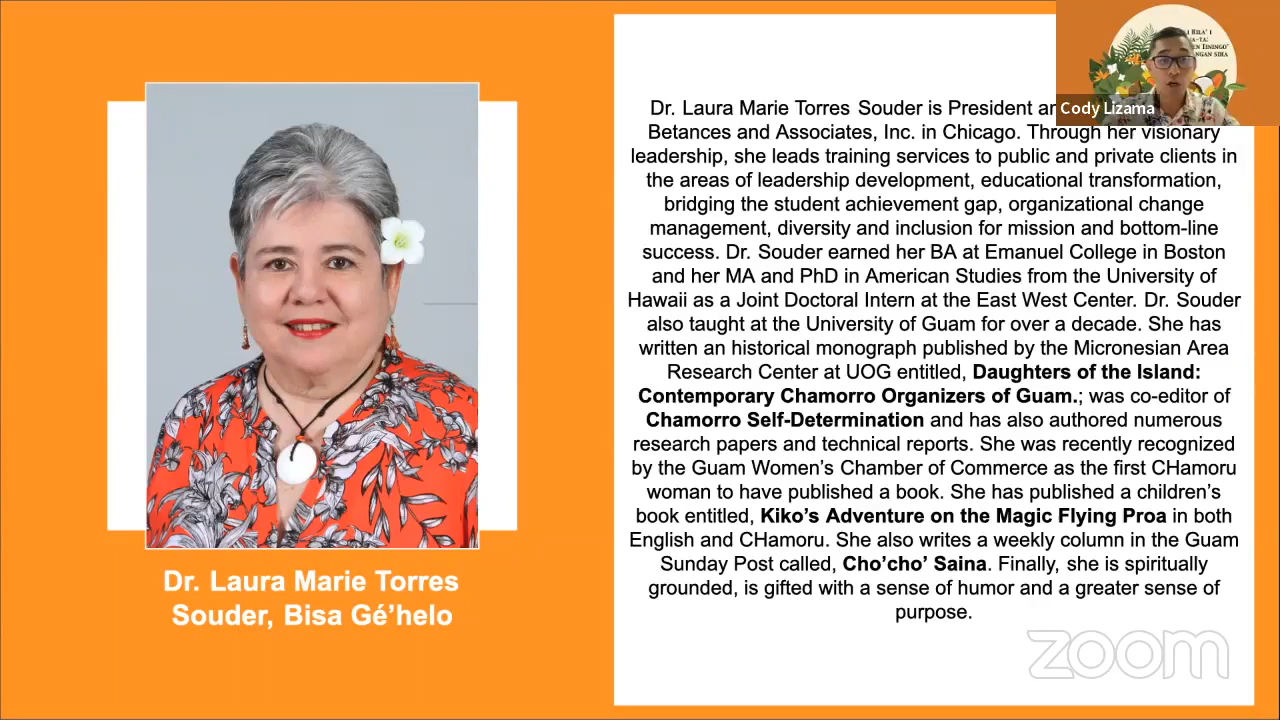 Dr. Laura Marie Torres Souder is President
Betances and Associates, Inc. in Chicago. Through her visionary
leadership, she leads training services to public and private clients in
the areas of leadership development, educational transformation,
bridging the student achievement gap, organizational change
management, diversity and inclusion for mission and bottom-line
success. Dr. Souder earned her BA at Emanuel College in Boston
and her MA and PhD in American Studies from the University of
Hawaii as a Joint Doctoral Intern at the East West Center. Dr. Souder
also taught at the University of Guam for over a decade. She has
written an historical monograph published by the Micronesian Area
Research Center at UOG entitled, Daughters of the Island:
Contemporary Chamorro Organizers of Guam.; was co-editor of
Chamorro Self-Determination and has also authored numerous
research papers and technical reports. She was recently recognized
by the Guam Women’s Chamber of Commerce as the first CHamoru
woman to have published a book. She has published a children’s
book entitled, Kiko’s Adventure on the Magic Flying Proa in both
English and CHamoru. She also writes a weekly column in the Guam
Sunday Post called, Cho’cho’ Saina. Finally, she is spiritually
grounded, is gifted with a sense of humor and a greater sense of
purpose.
Dr. Laura Marie Torres
Souder, Bisa Gé’helo
Cody Lizama
zoom